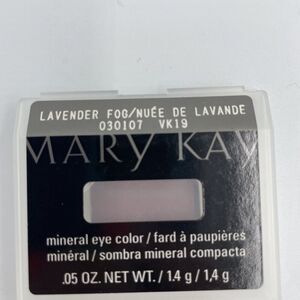 LAVENDER FOG/NUÉE DE LAVANDE
030107 VK19
MARY KAY
mineral eye color / fard à paupières
minéral / sombra mineral compacta
.05 OZ. NET WT. / 1.4 g / 1,4 g